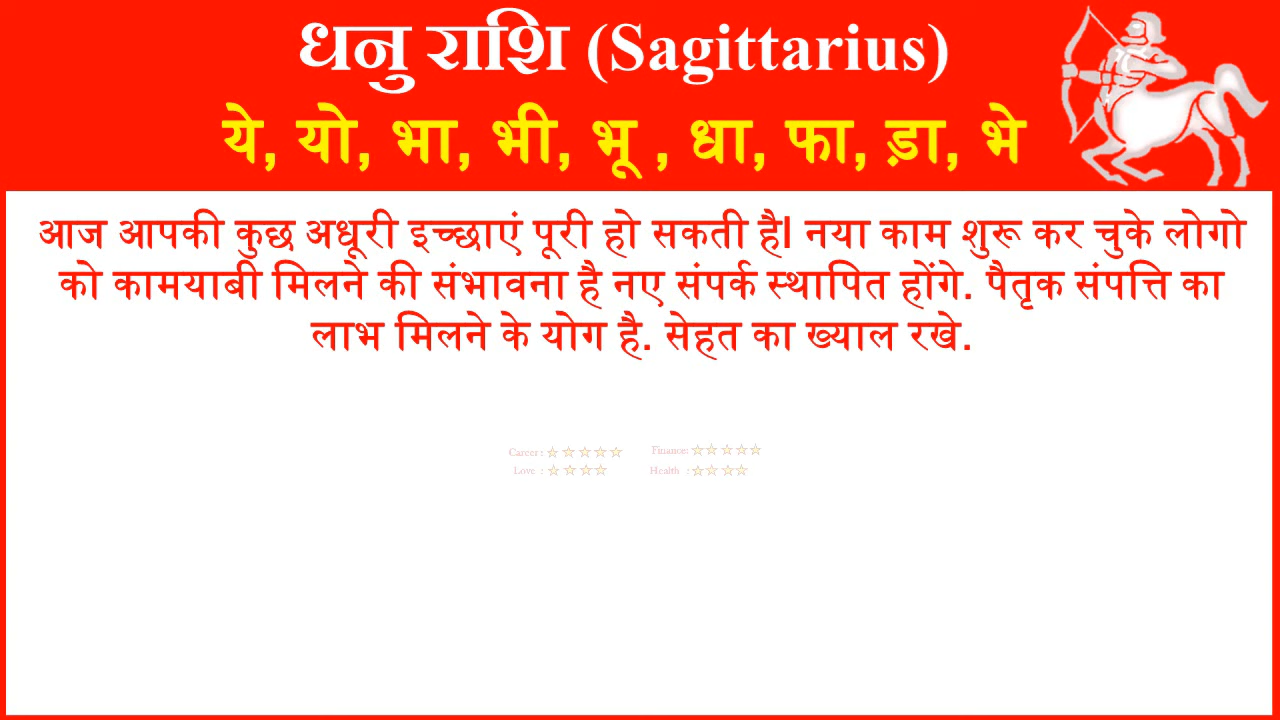 धनु राशि (Sagittarius)
ये, यो, भा, भी, भू , धा, फा, ड़ा, भे
आज आपकी कुछ अधूरी इच्छाएं पूरी हो सकती है। नया काम शुरू कर चुके लोगो
को कामयाबी मिलने की संभावना है नए संपर्क स्थापित होंगे. पैतृक संपत्ति का
लाभ मिलने के योग है. सेहत का ख्याल रखे.
Career : ☆ ☆ ☆ ☆ ☆ Finance: ☆ ☆ ☆ ☆ ☆
Love : ☆ ☆ ☆ ☆ Health : ☆ ☆ ☆ ☆